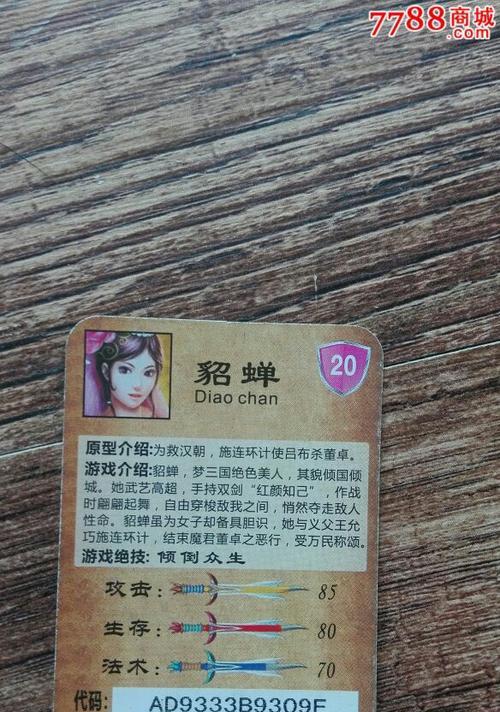 7788商城
.com
貂蝉
20
Diao chan
原型介绍:为救汉朝，施连环计使吕布杀董卓。
游戏介绍:貂蝉，梦三国绝色美人，其貌倾国倾
城。她武艺高超，手持双剑“红颜知己”，作战
时翩翩起舞，自由穿梭敌我之间，悄然夺走敌人
性命。貂蝉虽为女子却备具胆识，她与义父王允
巧施连环计，结束魔君董卓之恶行，受万民称颂。
游戏绝技:倾倒众生
攻击: 85
生存: 80
法术: 70
代码: AD9333B9309F